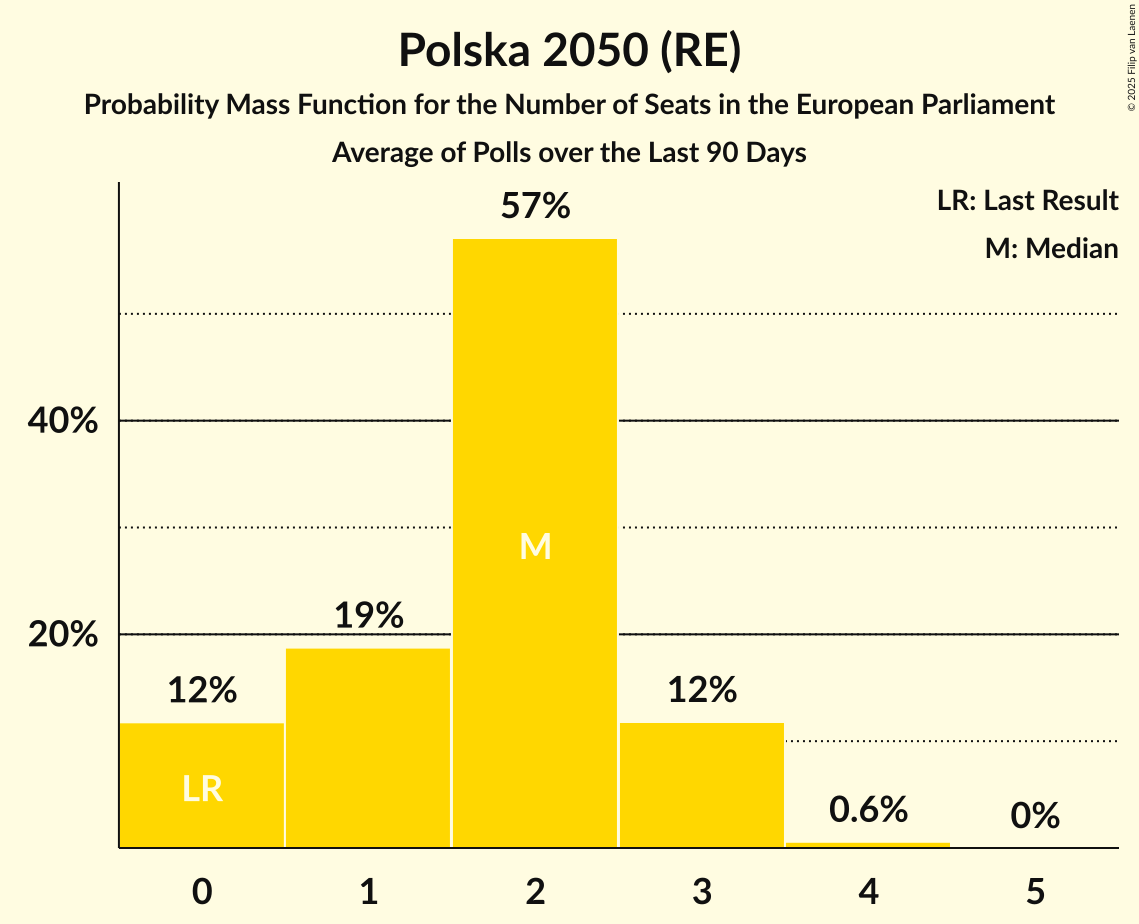 Polska 2050 (RE)
Probability Mass Function for the Number of Seats in the European Parliament
Average of Polls over the Last 90 Days
© 2025 Filip van Laenen
LR: Last Result
M: Median
57%
40%
M
19%
20%
12%
12%
LR
0.6%
0%
0 1 2 3 4 5